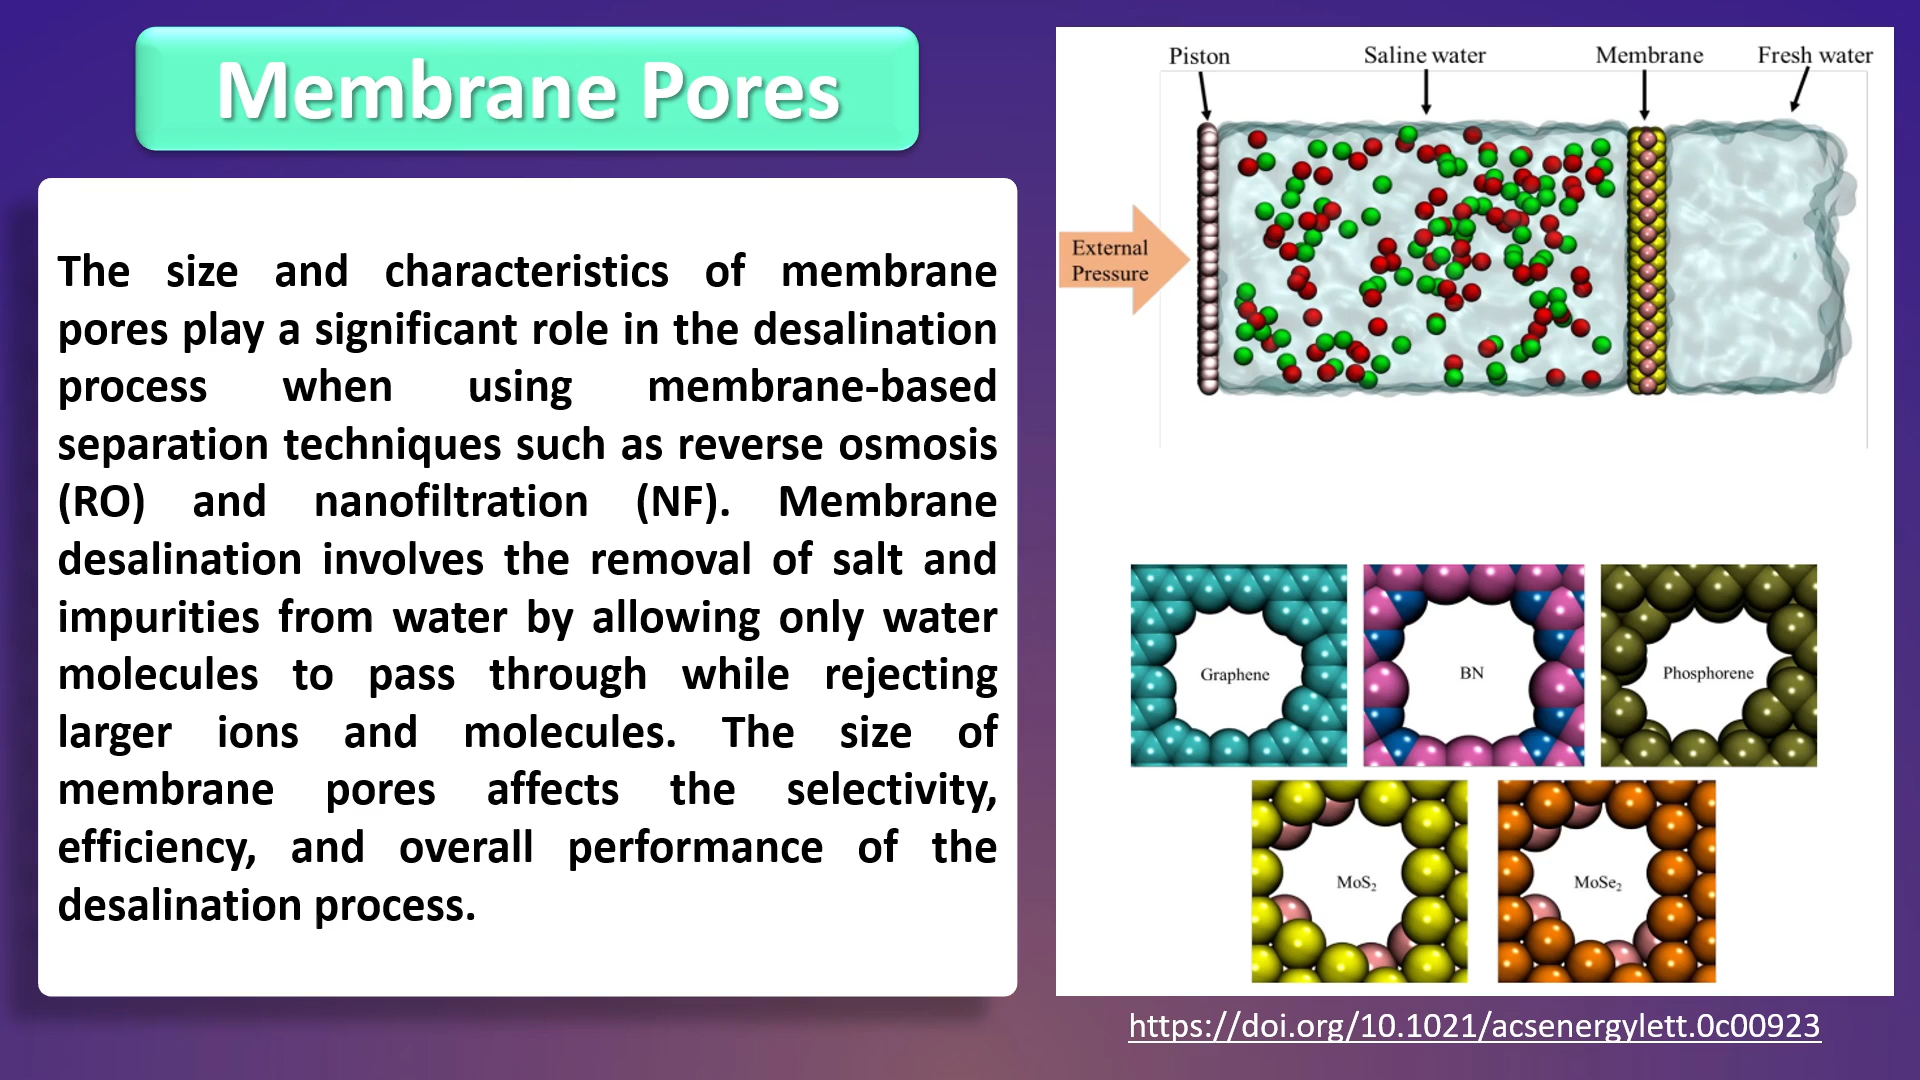 Membrane Pores
The size and characteristics of membrane
pores play a significant role in the desalination
process when using membrane-based
separation techniques such as reverse osmosis
(RO) and nanofiltration (NF). Membrane
desalination involves the removal of salt and
impurities from water by allowing only water
molecules to pass through while rejecting
larger ions and molecules. The size of
membrane pores affects the selectivity,
efficiency, and overall performance of the
desalination process.
Piston Saline water Membrane Fresh water
External
Pressure
Graphene BN Phosphorene
MoS₂ MoSe₂
https://doi.org/10.1021/acsenergylett.0c00923